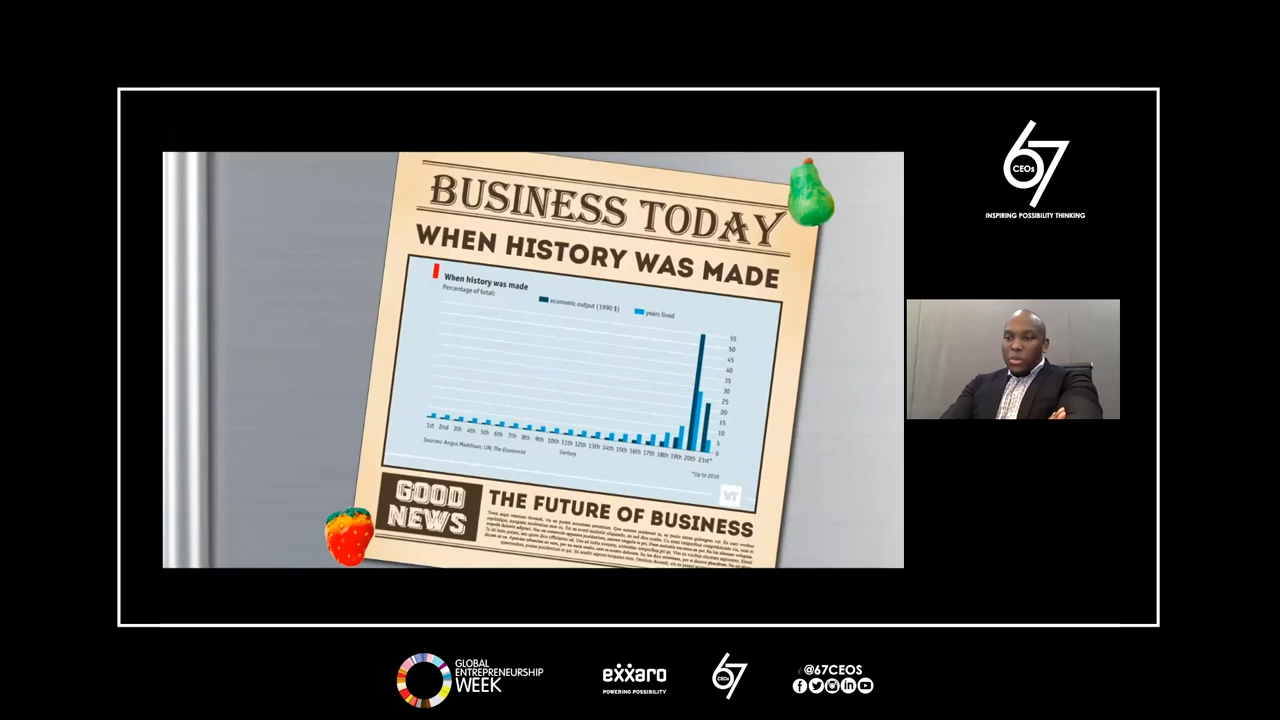 BUSINESS TODAY
WHEN HISTORY WAS MADE
When history was made
Percentage of total:
economic output (1990 $)
years lived
55
50
45
40
35
30
25
20
15
10
5
0
1st 2nd 3th 4th 5th 6th 7th 8th 9th 10th 11th 12th 13th 14th 15th 16th 17th 18th 19th 20th 21st*
Sources: Angus Maddison; UN; The Economist
Century
*Up to 2010
VT
GOOD
NEWS
THE FUTURE OF BUSINESS
67
CEOs
INSPIRING POSSIBILITY THINKING
GLOBAL
ENTREPRENEURSHIP
WEEK
exxaro
POWERING POSSIBILITY
67
CEOs
@67CEOS